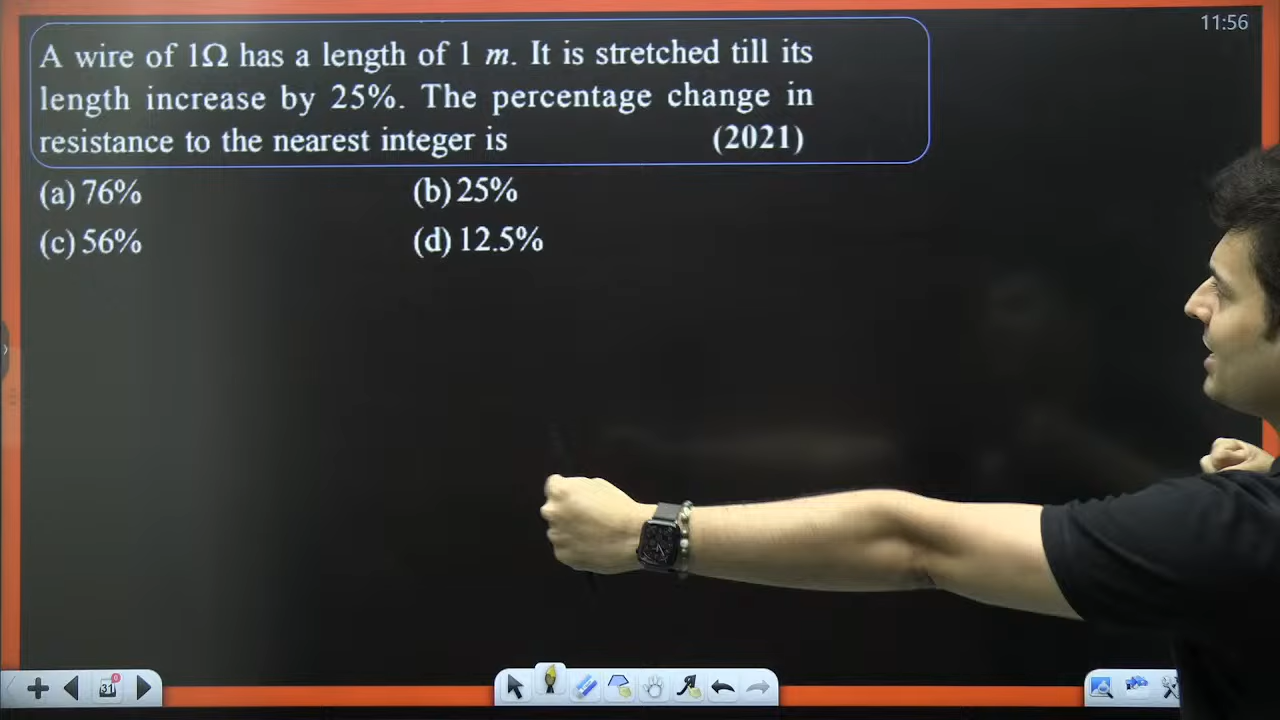 11:56
A wire of 1Ω has a length of 1 m. It is stretched till its
length increase by 25%. The percentage change in
resistance to the nearest integer is (2021)
(a) 76% (b) 25%
(c) 56% (d) 12.5%
31